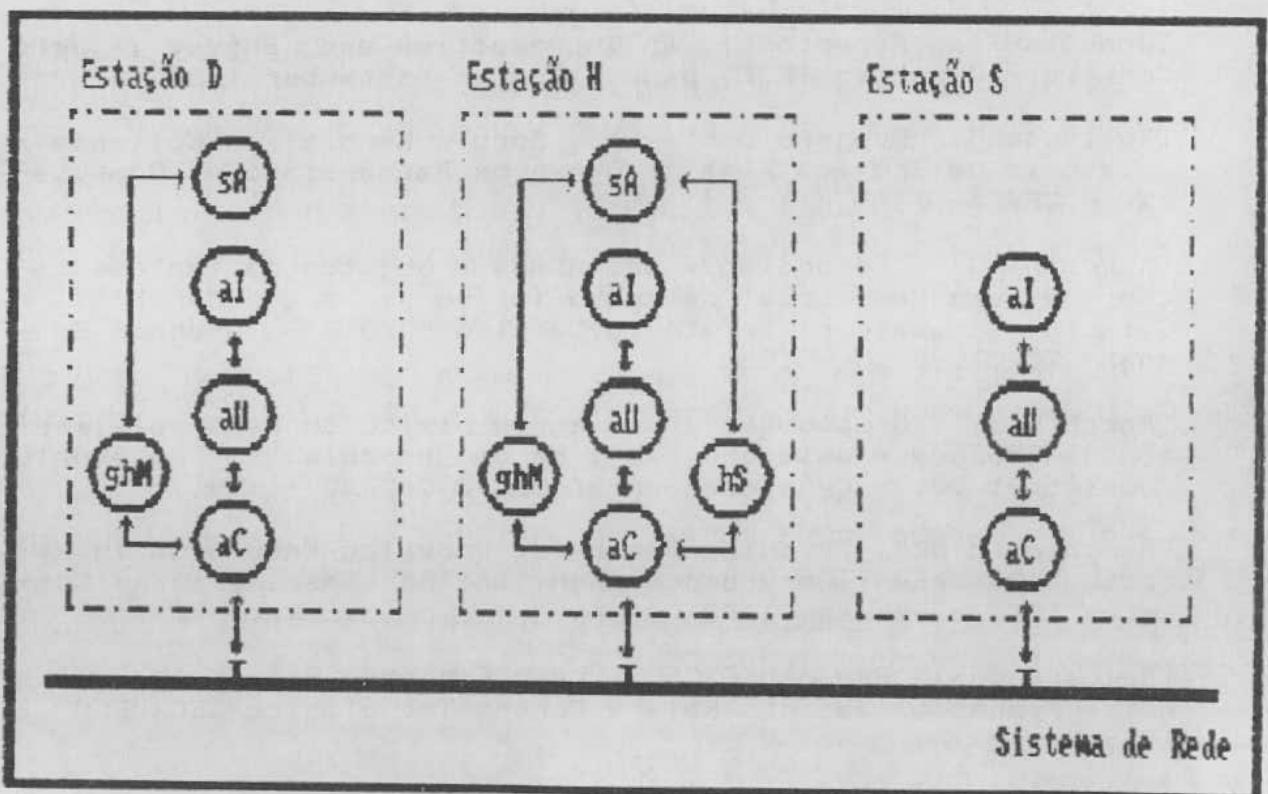 Estação D
Estação H
Estação S
sA
sA
aI
aI
aI
aU
aU
aU
ghM
ghM
hS
aC
aC
aC
Sistema de Rede